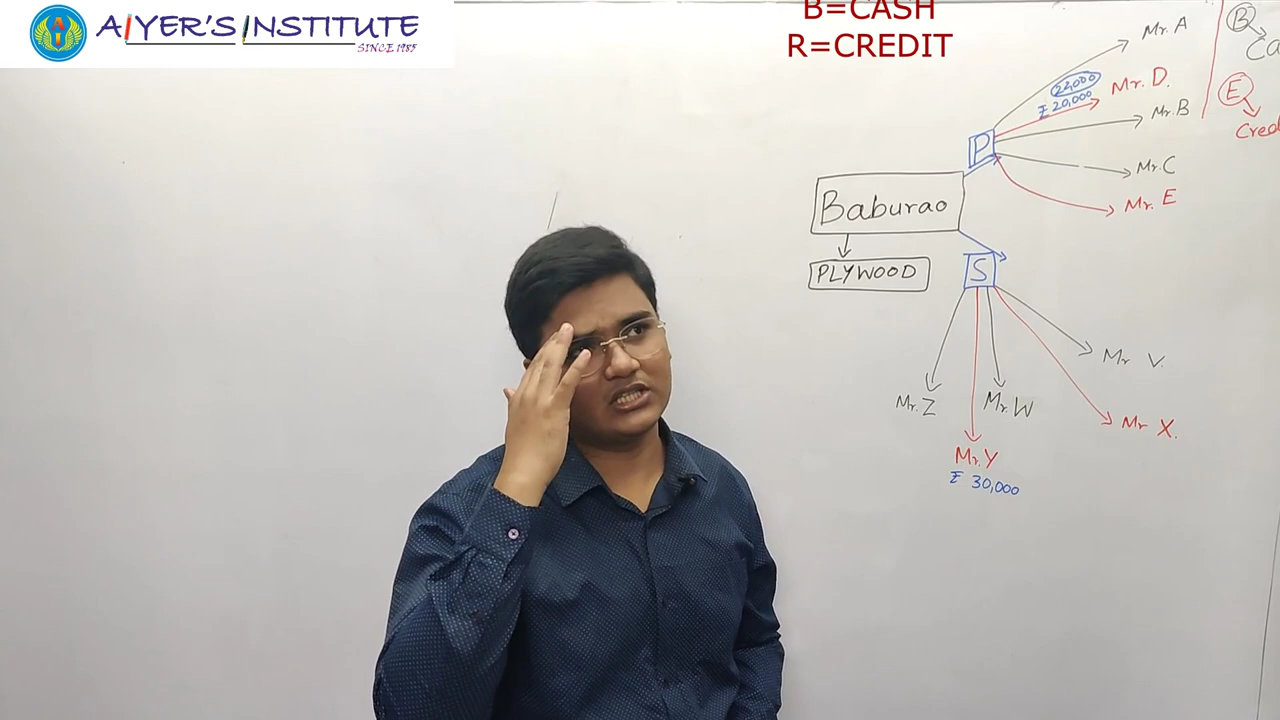 AIYER'S INSTITUTE
SINCE 1985
B=CASH
R=CREDIT
Mr. A
22,000
₹ 20,000
Mr. D.
Mr. B
Mr. C
Mr. E
P
Baburao
PLYWOOD
S
Mr. Z
Mr. W
Mr V.
Mr X.
Mr. Y
₹ 30,000
B
E